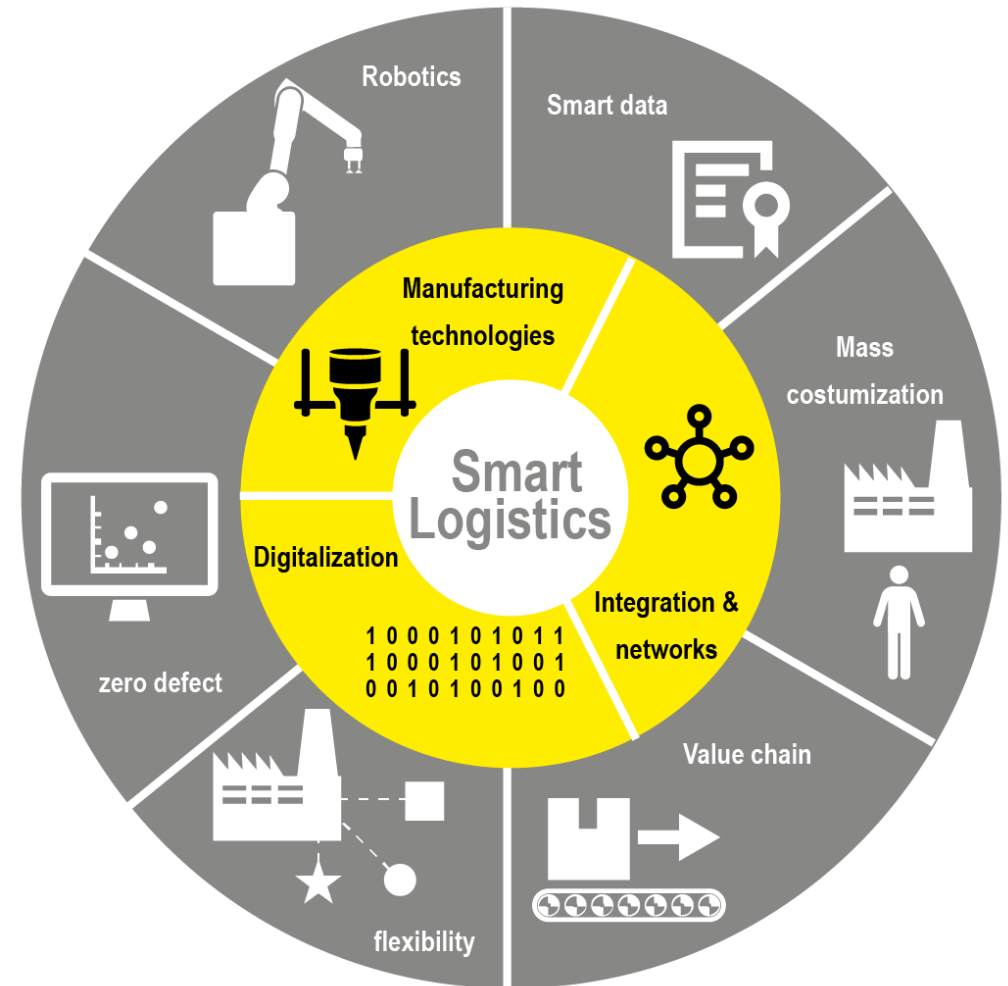 Robotics
Smart data
Manufacturing
technologies
Mass
costumization
Smart
Logistics
Digitalization
Integration &
networks
1 0 0 0 1 0 1 0 1 1
1 0 0 0 1 0 1 0 0 1
0 0 1 0 1 0 0 1 0 0
zero defect
Value chain
flexibility